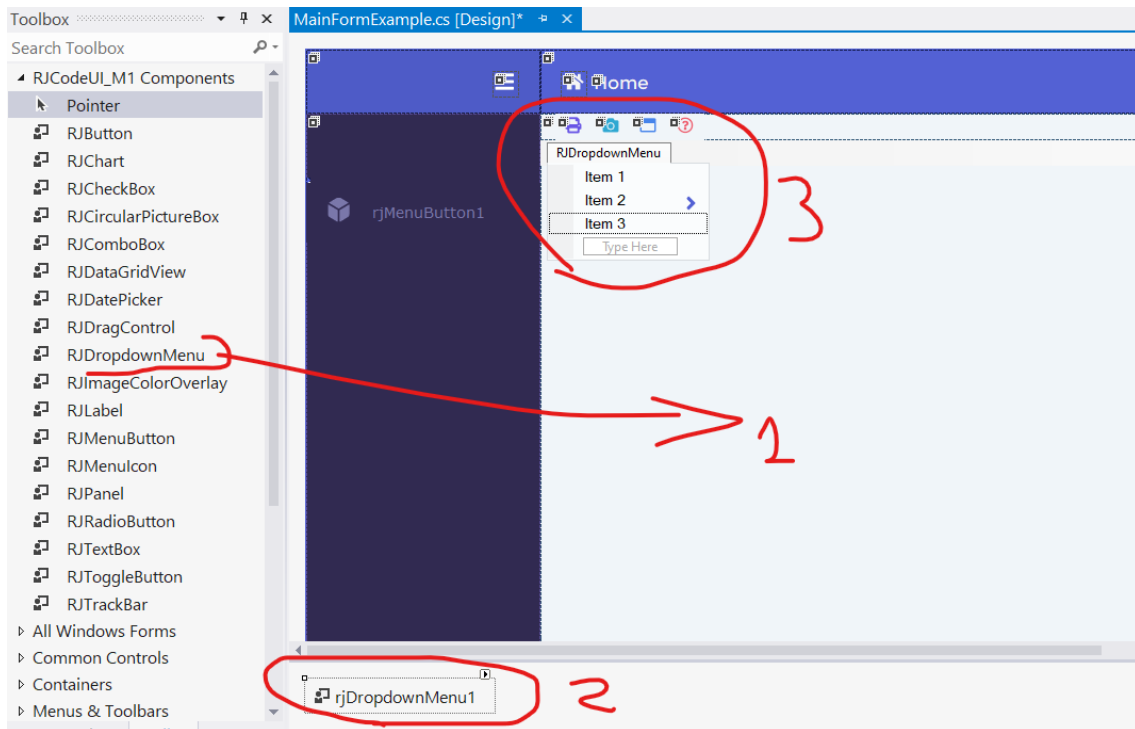 Toolbox
Search Toolbox
RJCodeUI_M1 Components
Pointer
RJButton
RJChart
RJCheckBox
RJCircularPictureBox
RJComboBox
RJDataGridView
RJDatePicker
RJDragControl
RJDropdownMenu
RJImageColorOverlay
RJLabel
RJMenuButton
RJMenuIcon
RJPanel
RJRadioButton
RJTextBox
RJToggleButton
RJTrackBar
All Windows Forms
Common Controls
Containers
Menus & Toolbars
MainFormExample.cs [Design]*
Home
rjMenuButton1
RJDropdownMenu
Item 1
Item 2
Item 3
Type Here
3
1
rjDropdownMenu1
2